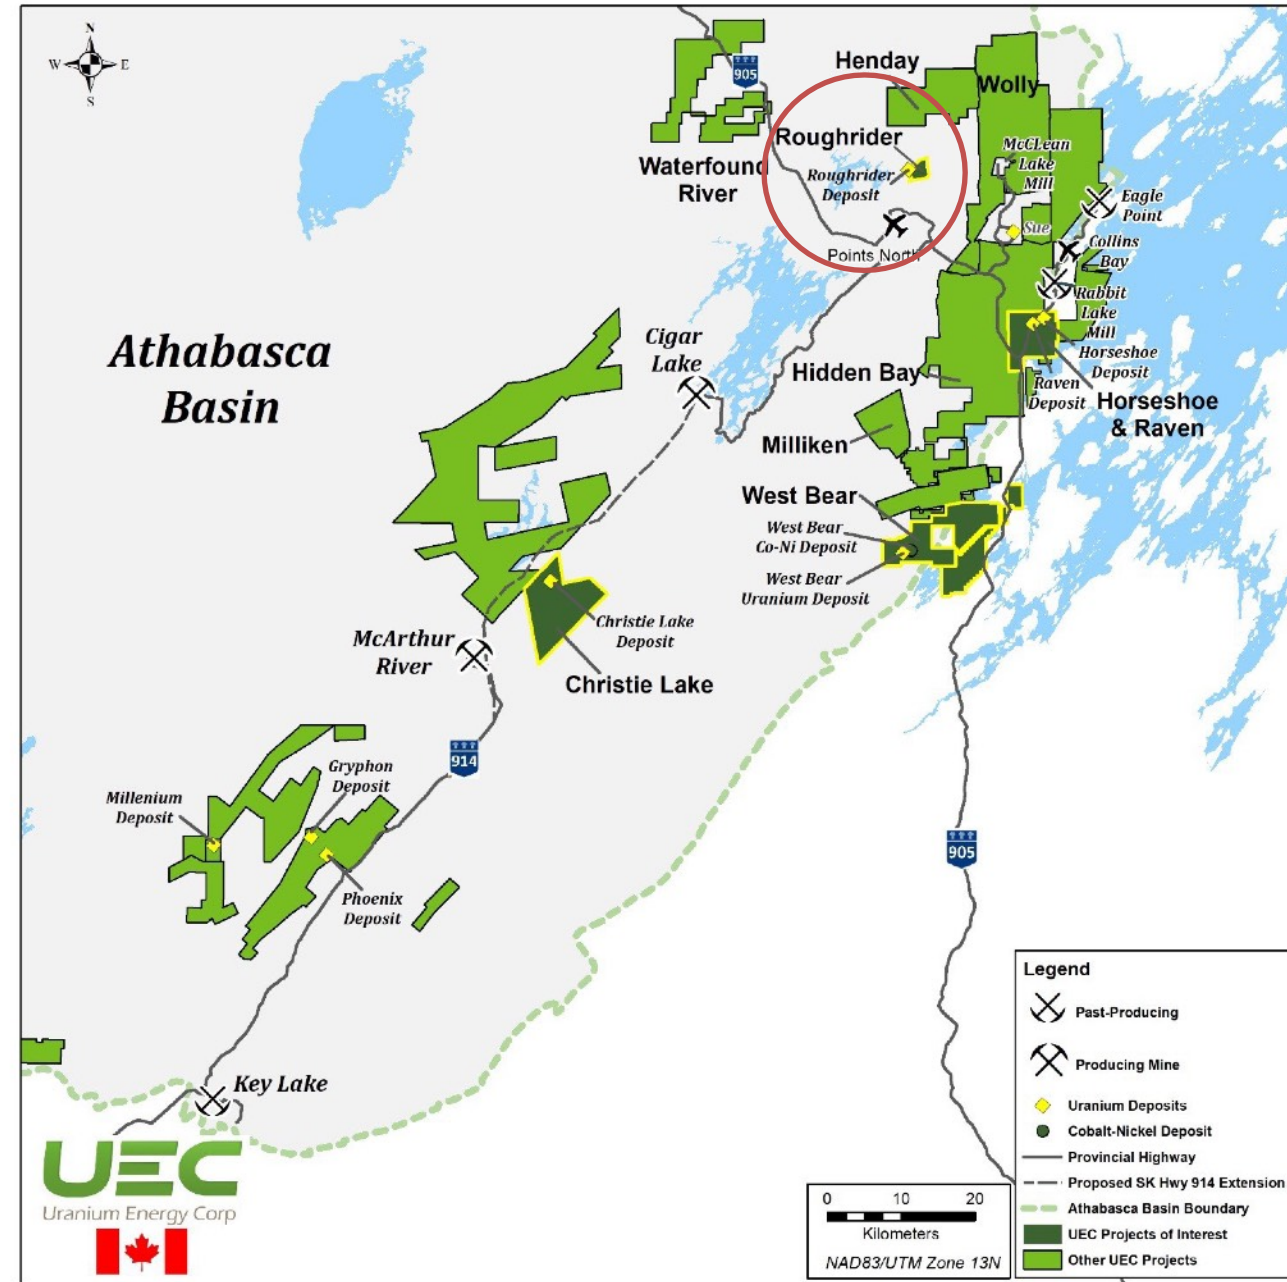 N
W E
S
905
Henday
Wolly
Roughrider
Roughrider
Deposit
McCLean
Lake
Mill
Waterfound
River
Eagle
Point
Sue
Points North
Collins
Bay
Rabbit
Lake
Mill
Athabasca
Basin
Cigar
Lake
Horseshoe
Deposit
Hidden Bay
Raven
Deposit
Horseshoe
& Raven
Milliken
West Bear
West Bear
Co-Ni Deposit
West Bear
Uranium Deposit
Christie Lake
Deposit
McArthur
River
Christie Lake
914
Gryphon
Deposit
Millenium
Deposit
905
Phoenix
Deposit
Key Lake
UEC
Uranium Energy Corp
0 10 20
Kilometers
NAD83/UTM Zone 13N
Legend
Past-Producing
Producing Mine
Uranium Deposits
Cobalt-Nickel Deposit
Provincial Highway
Proposed SK Hwy 914 Extension
Athabasca Basin Boundary
UEC Projects of Interest
Other UEC Projects